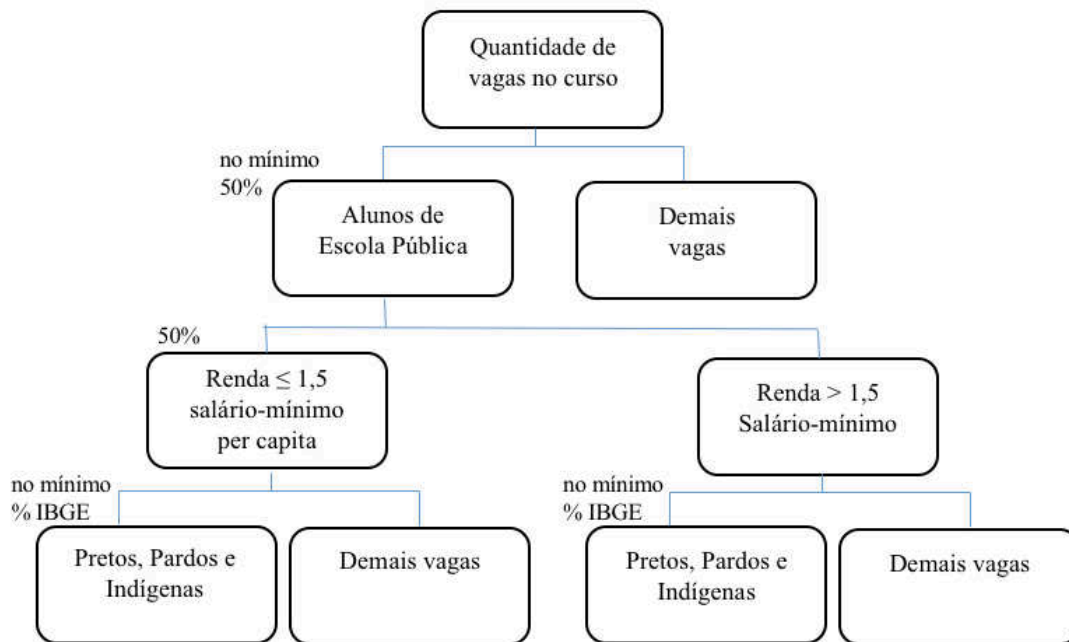 Quantidade de
vagas no curso
no mínimo
50%
Alunos de
Escola Pública
Demais
vagas
50%
Renda ≤ 1,5
salário-mínimo
per capita
Renda > 1,5
Salário-mínimo
no mínimo
% IBGE
Pretos, Pardos e
Indígenas
Demais vagas
no mínimo
% IBGE
Pretos, Pardos e
Indígenas
Demais vagas